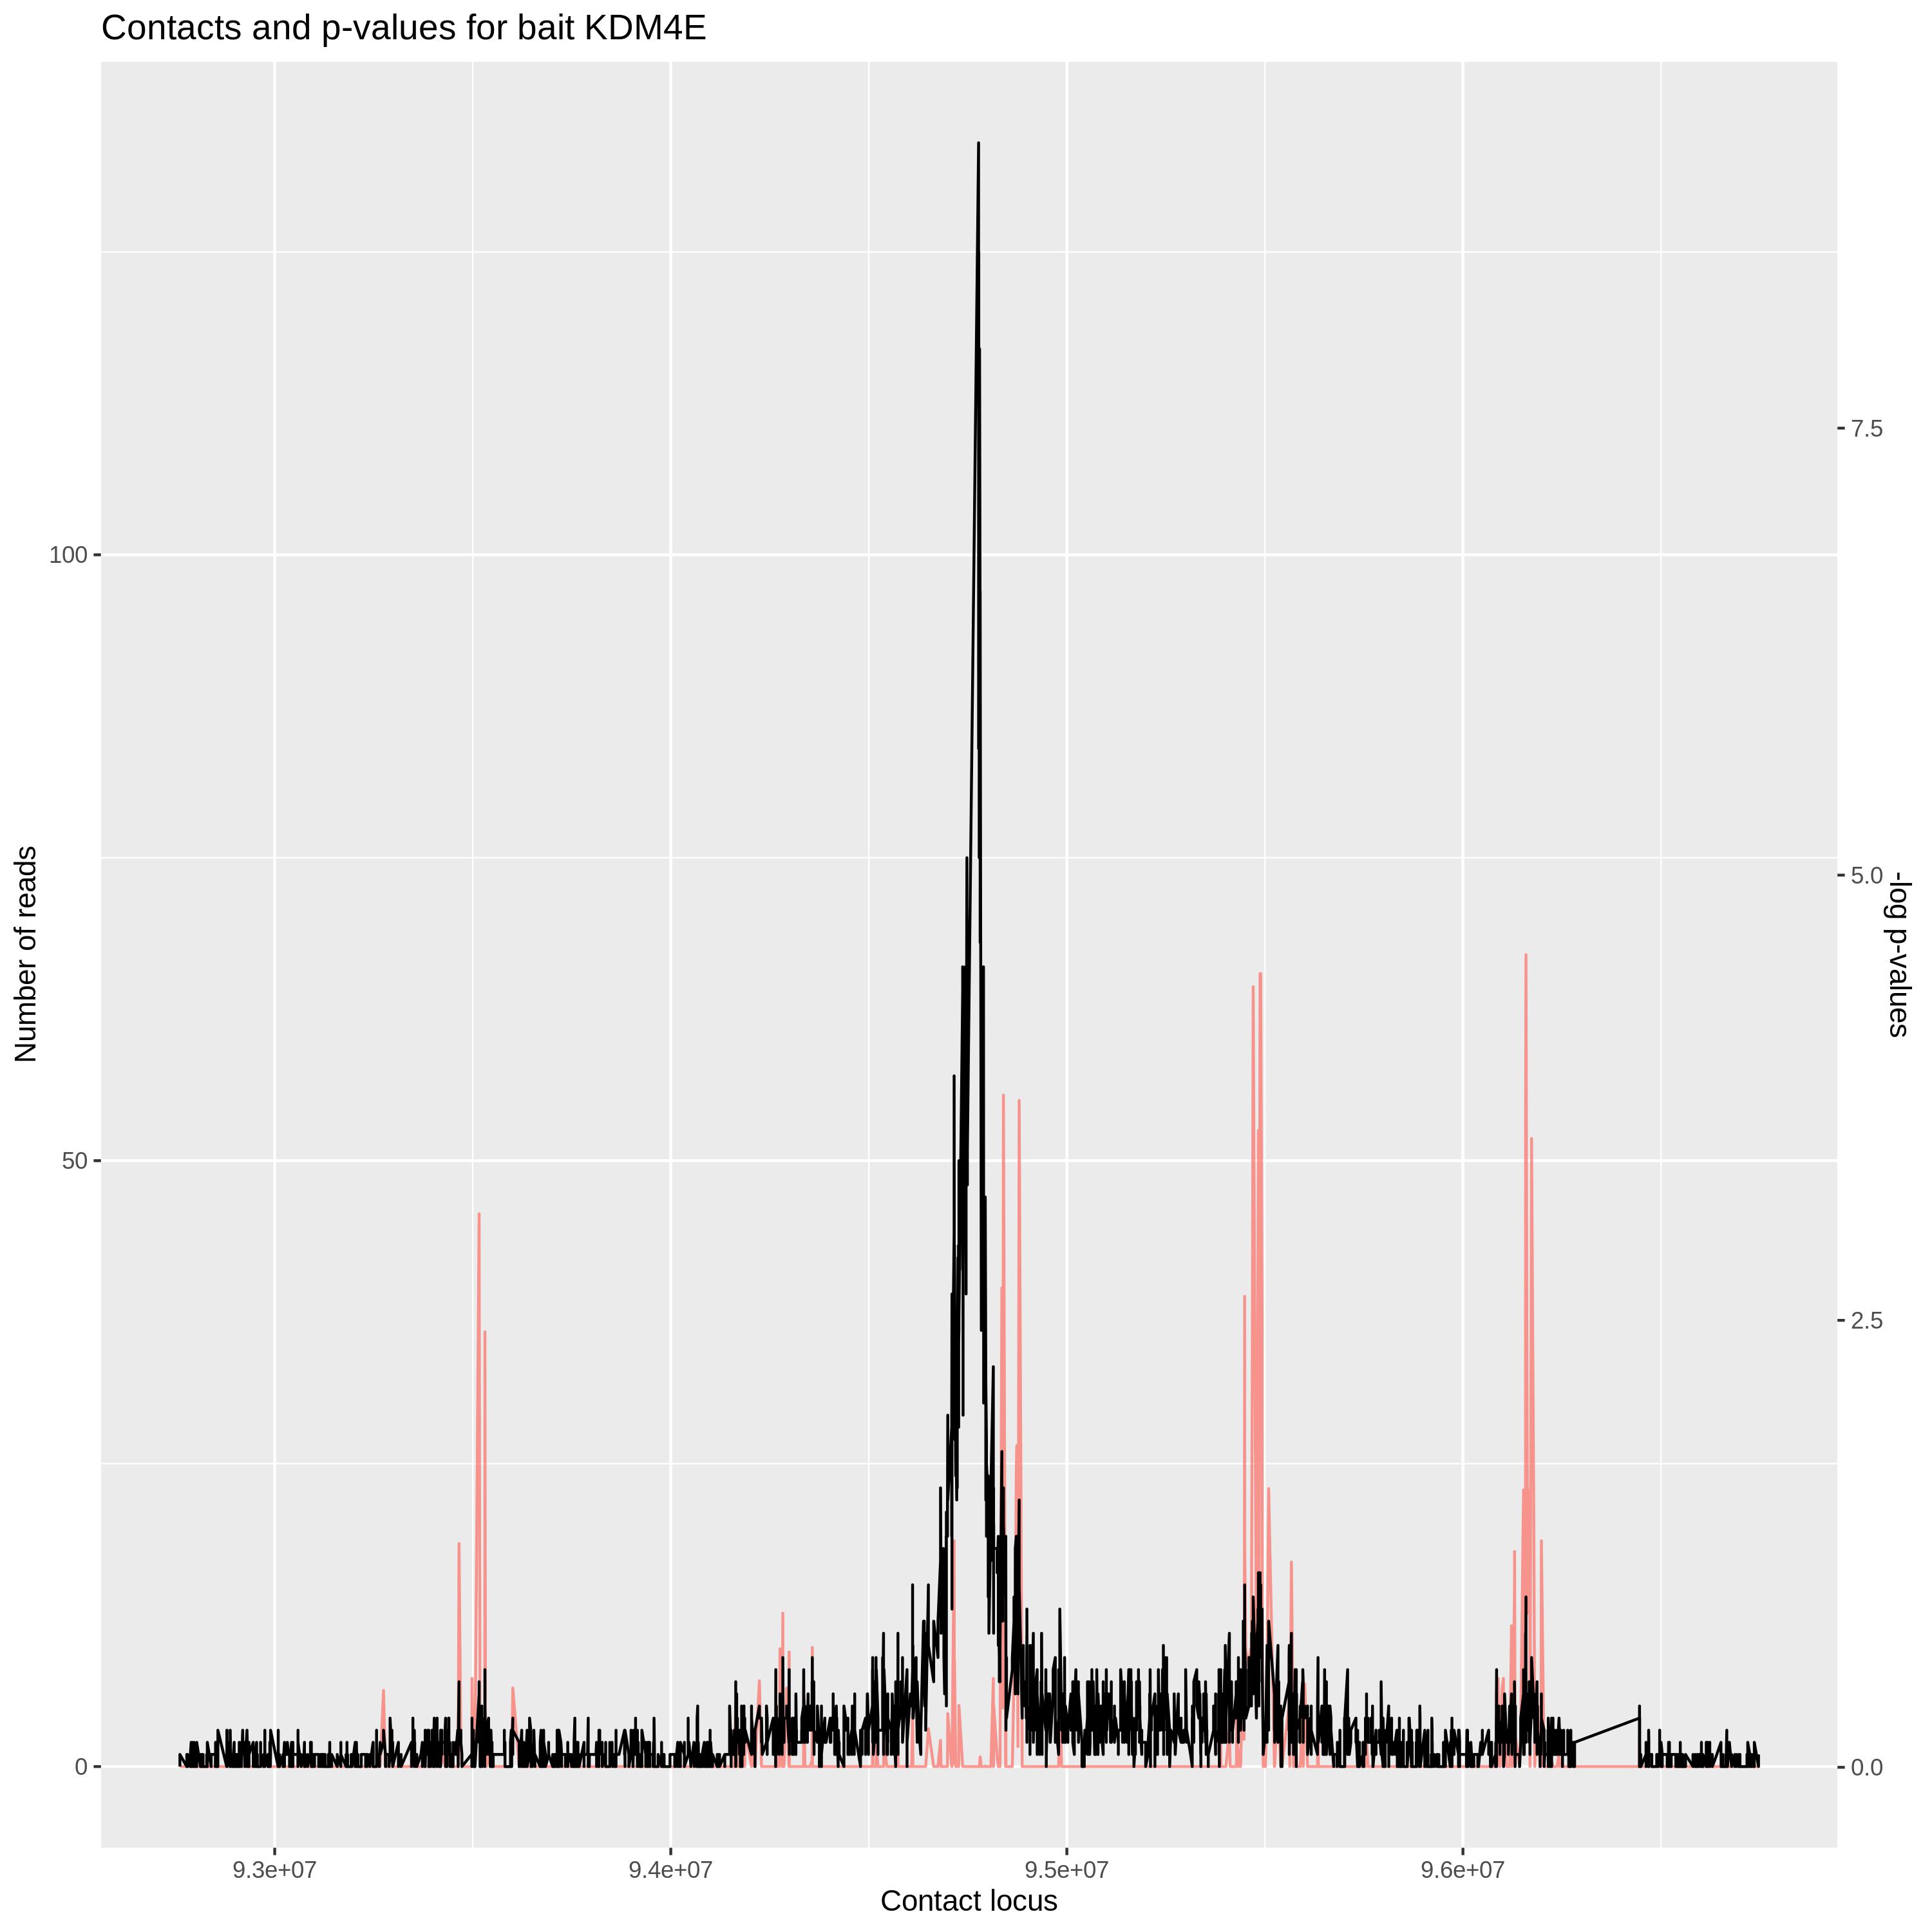 Contacts and p-values for bait KDM4E
100
50
0
Number of reads
7.5
5.0
2.5
0.0
-log p-values
9.3e+07 9.4e+07 9.5e+07 9.6e+07
Contact locus